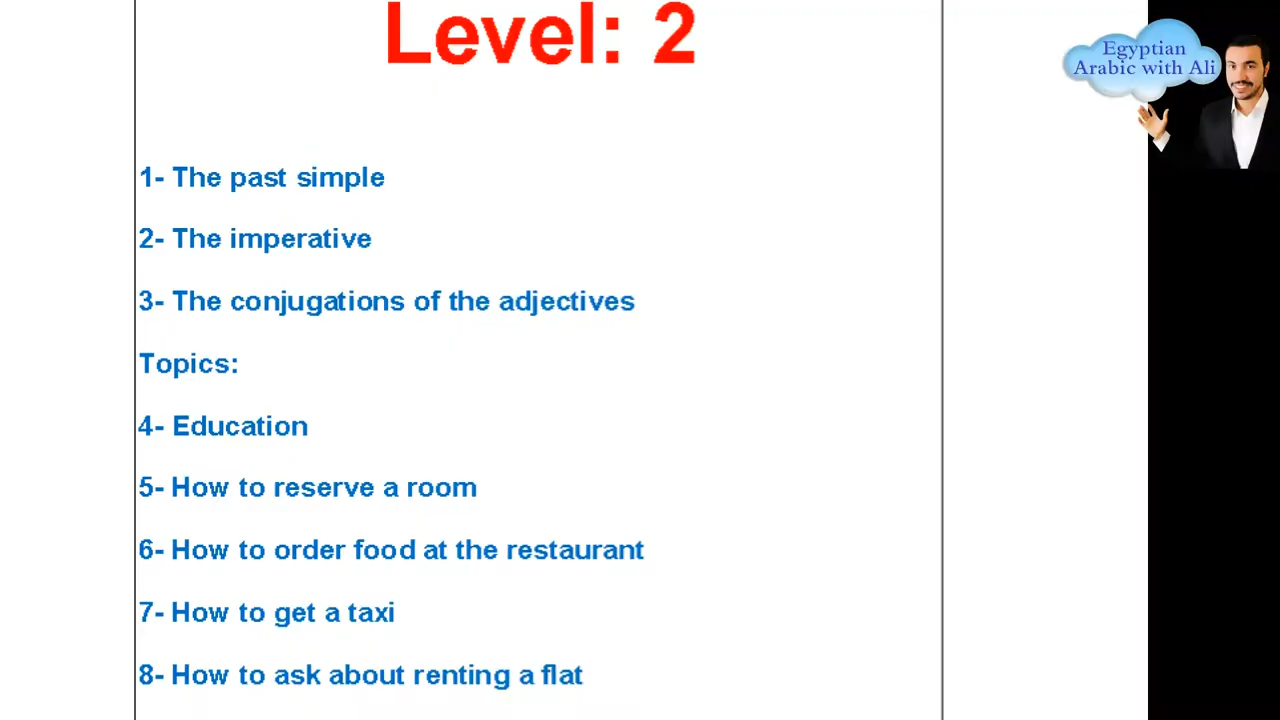 Level: 2
Egyptian
Arabic with Ali
1- The past simple
2- The imperative
3- The conjugations of the adjectives
Topics:
4- Education
5- How to reserve a room
6- How to order food at the restaurant
7- How to get a taxi
8- How to ask about renting a flat